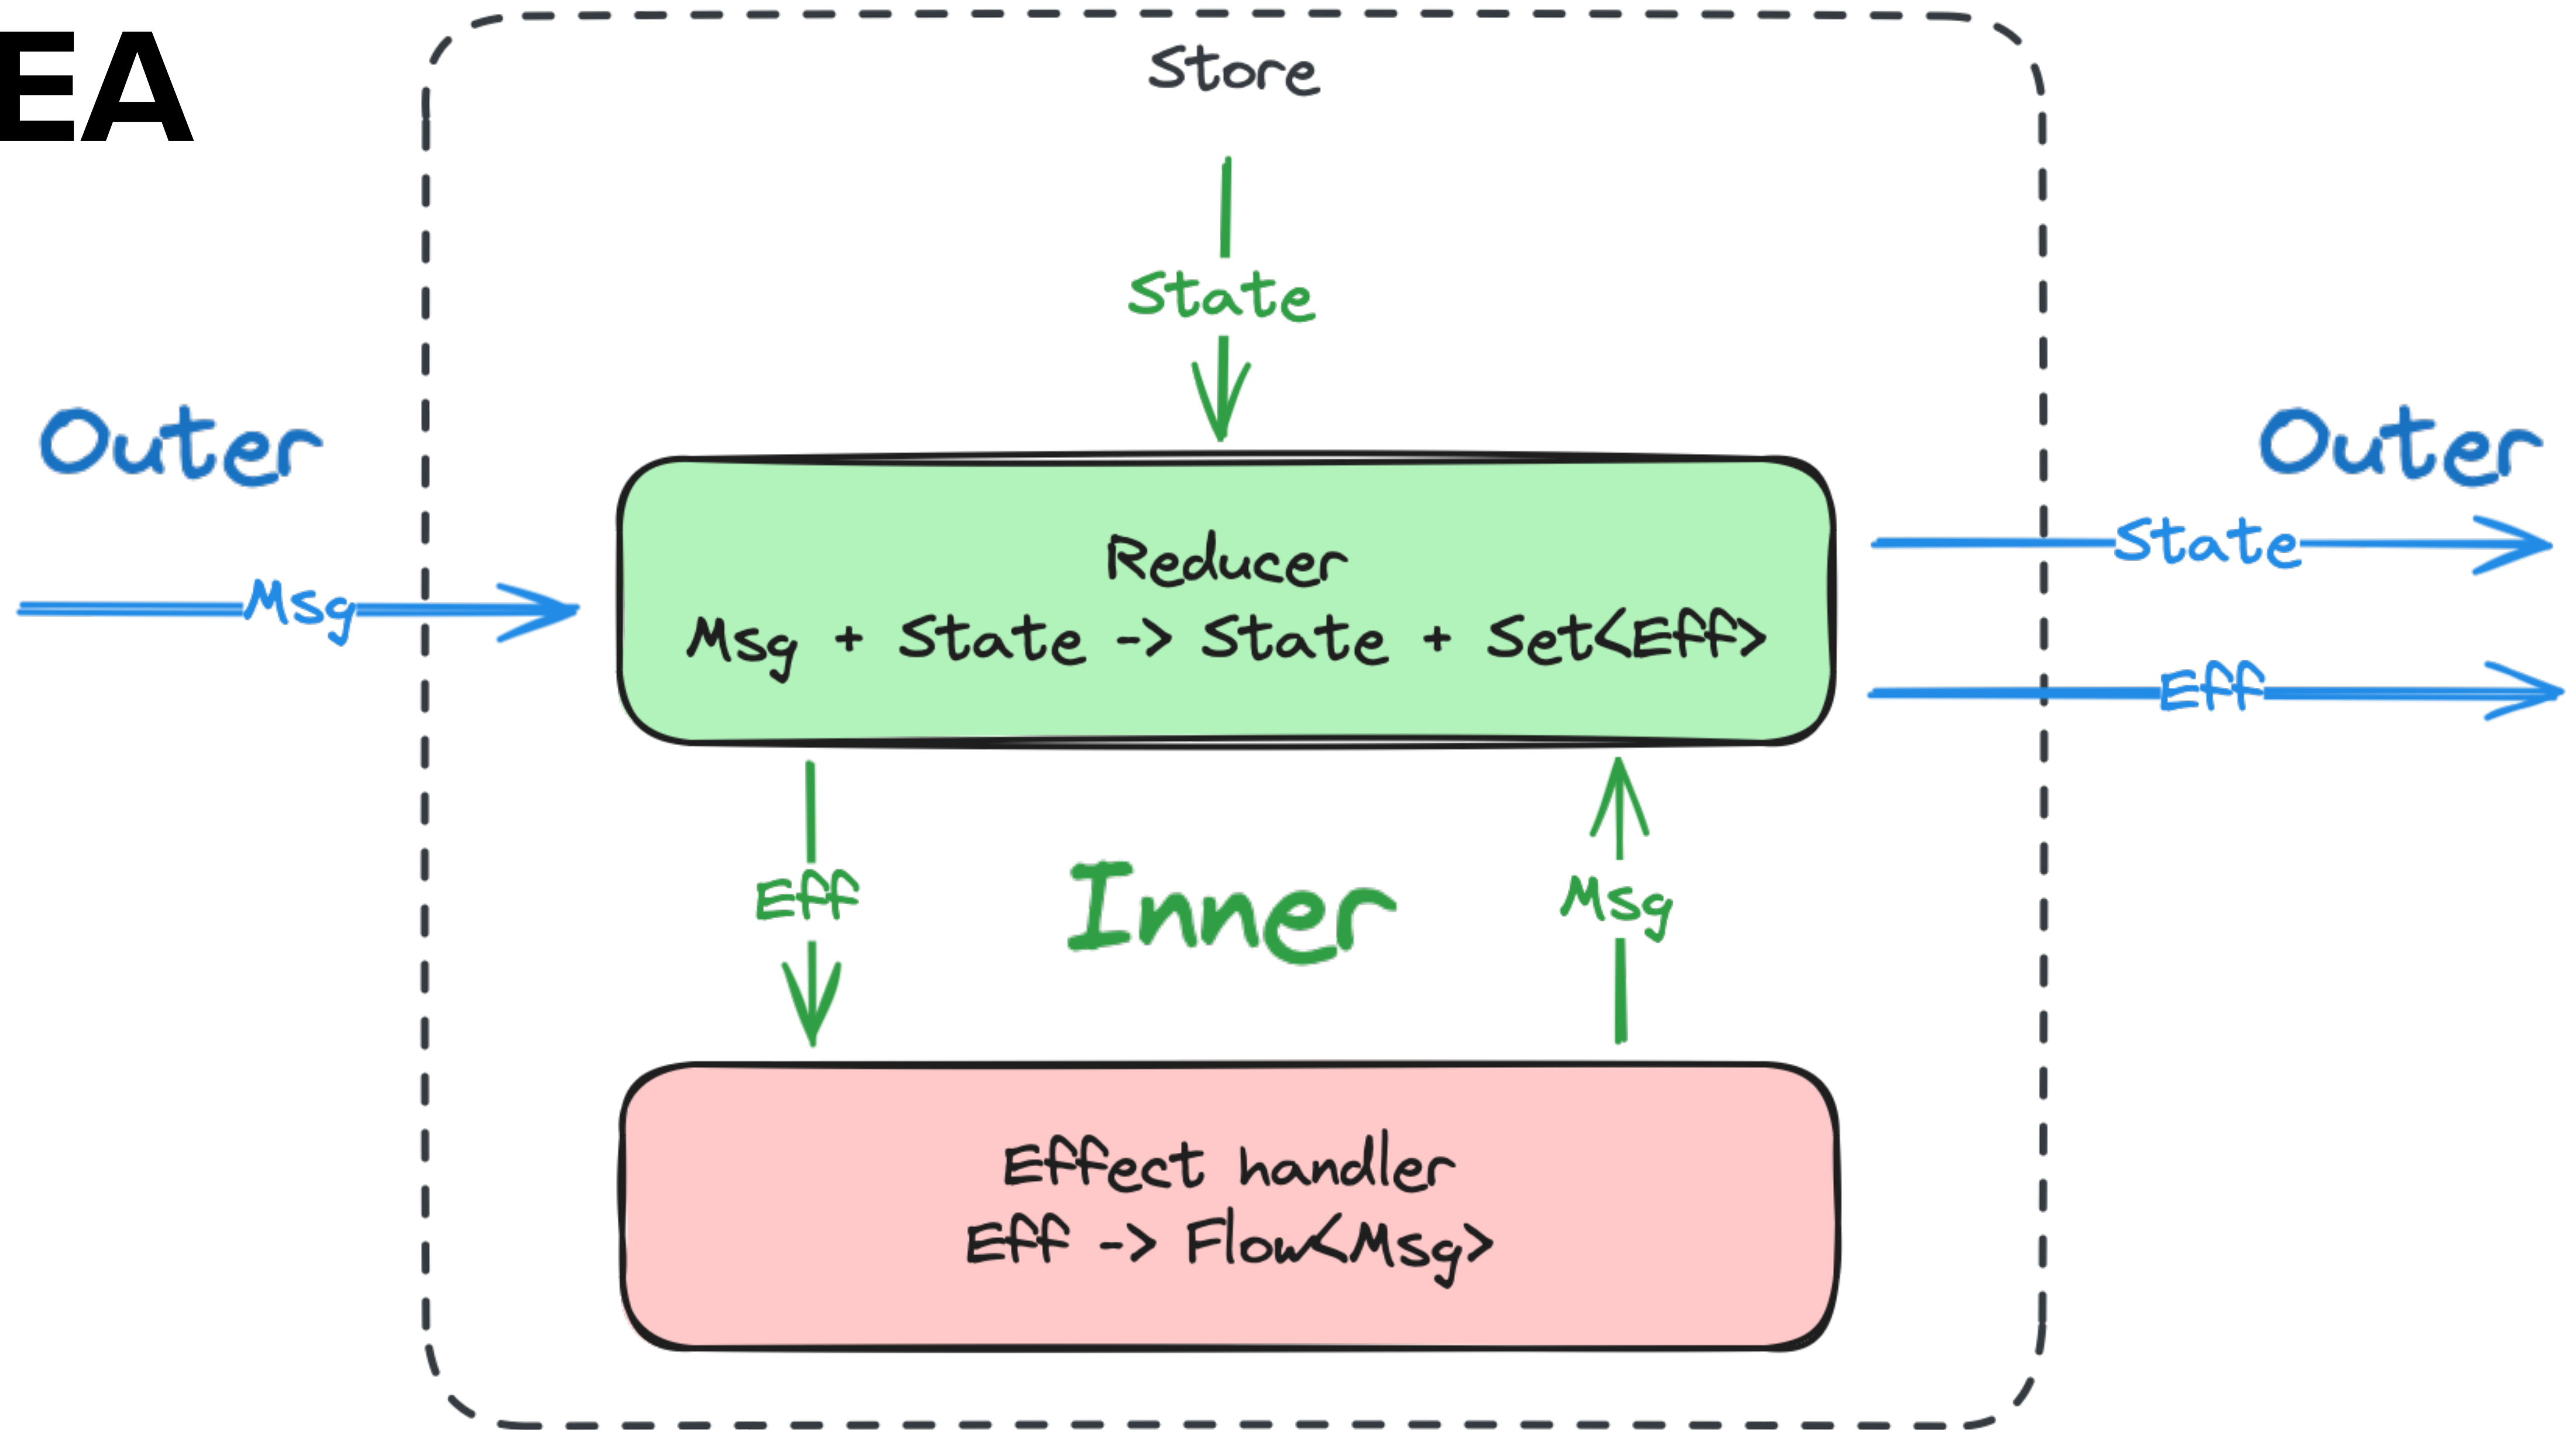 EA
Store
State
Outer
Outer
State
Msg
Reducer
Msg + State -> State + Set<Eff>
Eff
Eff
Inner
Msg
Effect handler
Eff -> Flow<Msg>